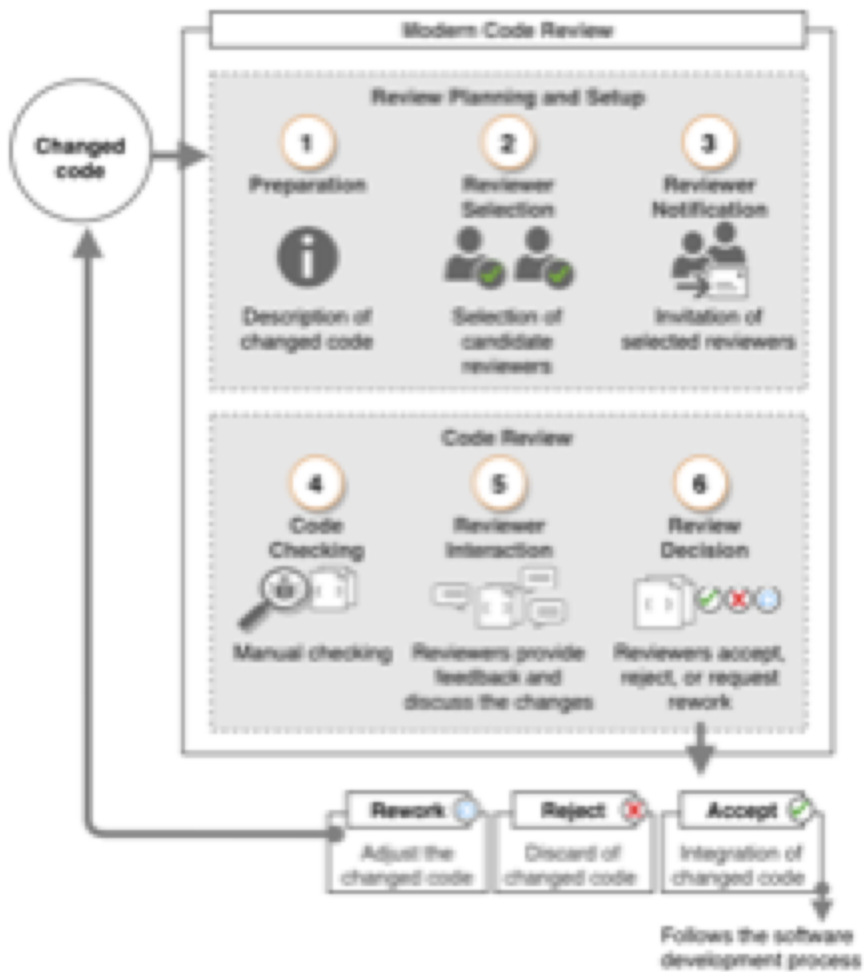 Modern Code Review
Review Planning and Setup
Changed
code
1
Preparation
Description of
changed code
2
Reviewer
Selection
Selection of
candidate
reviewers
3
Reviewer
Notification
Invitation of
selected reviewers
Code Review
4
Code
Checking
Manual checking
5
Reviewer
Interaction
Reviewers provide
feedback and
discuss the changes
6
Review
Decision
Reviewers accept,
reject, or request
rework
Rework
Adjust the
changed code
Reject
Discard of
changed code
Accept
Integration of
changed code
Follows the software
development process